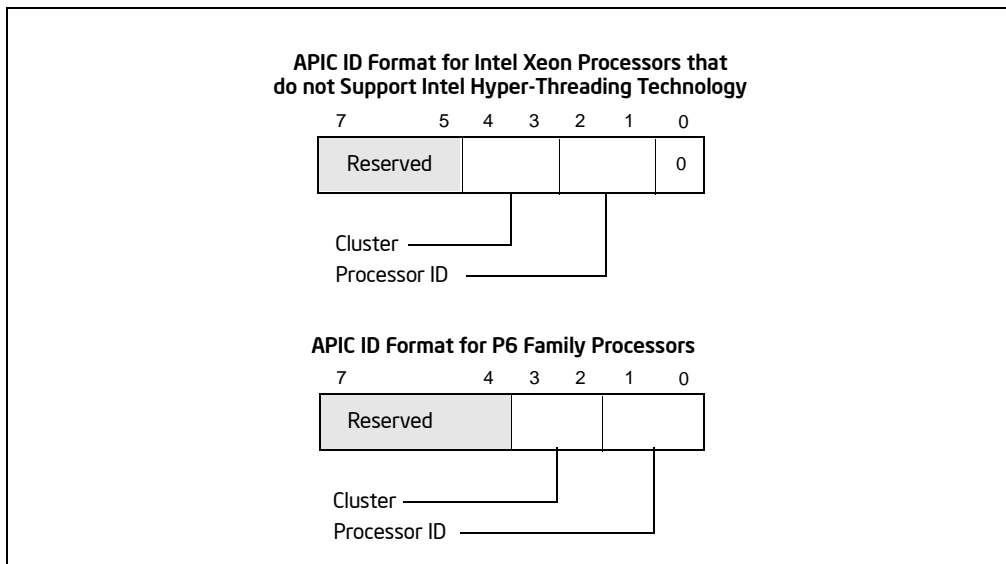 APIC ID Format for Intel Xeon Processors that
do not Support Intel Hyper-Threading Technology
7 5 4 3 2 1 0
Reserved 0
Cluster
Processor ID
APIC ID Format for P6 Family Processors
7 4 3 2 1 0
Reserved
Cluster
Processor ID